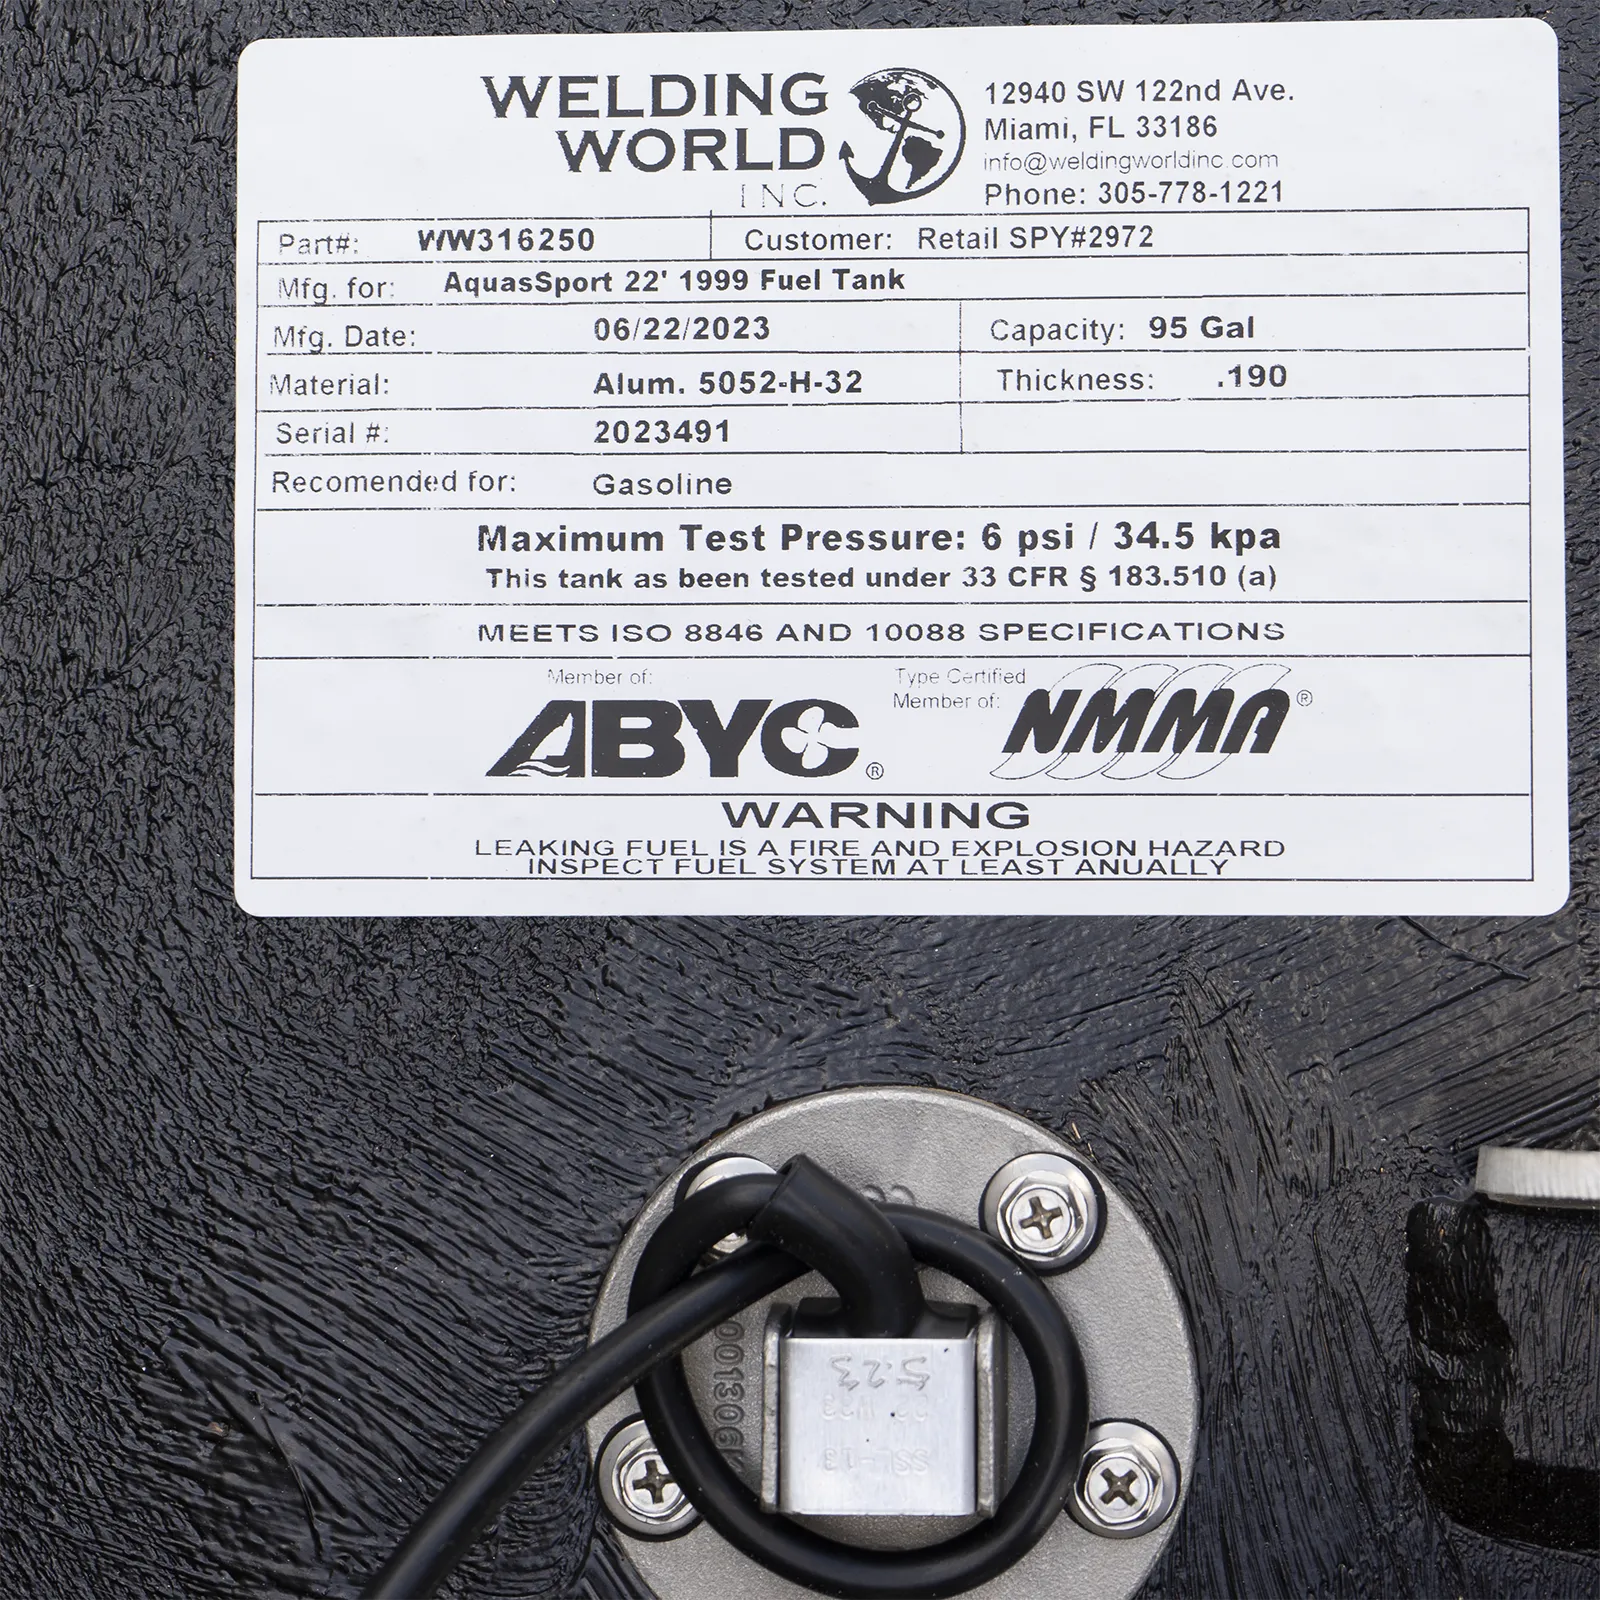 WELDING
WORLD
INC.
12940 SW 122nd Ave.
Miami, FL 33186
info@weldingworldinc.com
Phone: 305-778-1221
Part#: WW316250 Customer: Retail SPY#2972
Mfg. for: AquasSport 22' 1999 Fuel Tank
Mfg. Date: 06/22/2023 Capacity: 95 Gal
Material: Alum. 5052-H-32 Thickness: .190
Serial #: 2023491
Recomended for: Gasoline
Maximum Test Pressure: 6 psi / 34.5 kpa
This tank as been tested under 33 CFR § 183.510 (a)
MEETS ISO 8846 AND 10088 SPECIFICATIONS
Member of:
ABYC®
Type Certified
Member of:
NMMA®
WARNING
LEAKING FUEL IS A FIRE AND EXPLOSION HAZARD
INSPECT FUEL SYSTEM AT LEAST ANUALLY
5.23